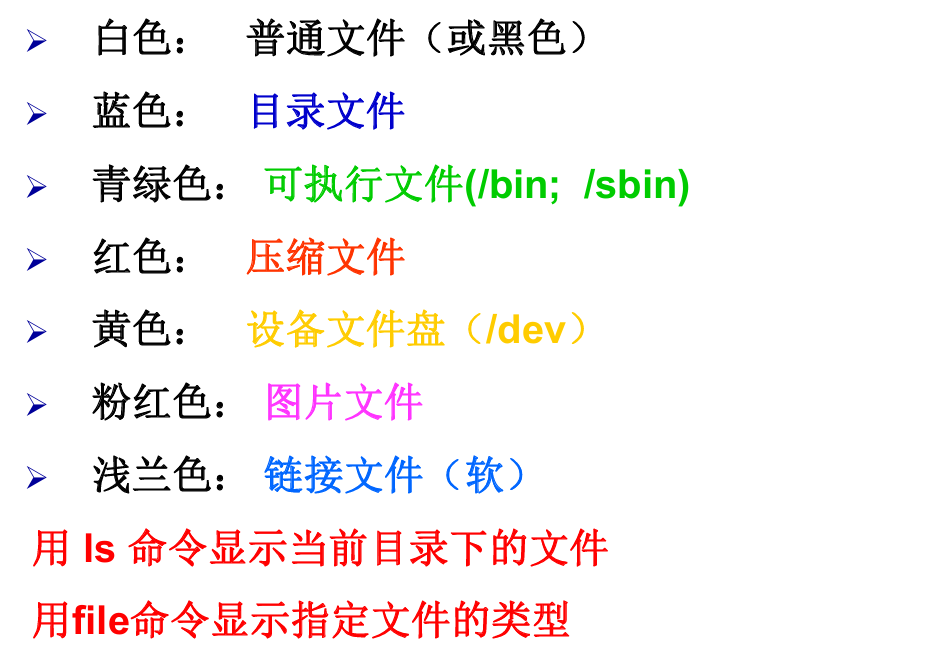 ➢ 白色： 普通文件（或黑色）
➢ 蓝色： 目录文件
➢ 青绿色： 可执行文件(/bin; /sbin)
➢ 红色： 压缩文件
➢ 黄色： 设备文件盘（/dev）
➢ 粉红色： 图片文件
➢ 浅兰色： 链接文件（软）
用 ls 命令显示当前目录下的文件
用file命令显示指定文件的类型